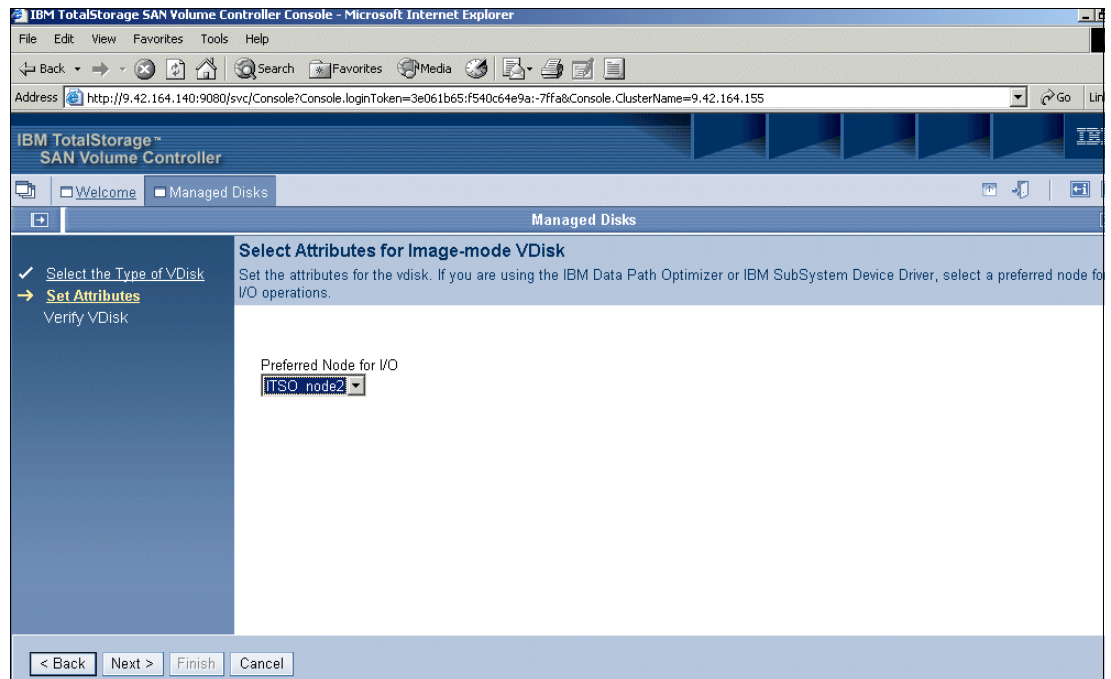 IBM TotalStorage SAN Volume Controller Console - Microsoft Internet Explorer
File Edit View Favorites Tools Help
Back Search Favorites Media
Address http://9.42.164.140:9080/svc/Console?Console.loginToken=3e061b65:f540c64e9a:-7ffa&Console.ClusterName=9.42.164.155 Go
IBM TotalStorage™
SAN Volume Controller
Welcome Managed Disks
Managed Disks
Select Attributes for Image-mode VDisk
Set the attributes for the vdisk. If you are using the IBM Data Path Optimizer or IBM SubSystem Device Driver, select a preferred node fo
I/O operations.
Select the Type of VDisk
Set Attributes
Verify VDisk
Preferred Node for I/O
ITSO_node2
< Back Next > Finish Cancel